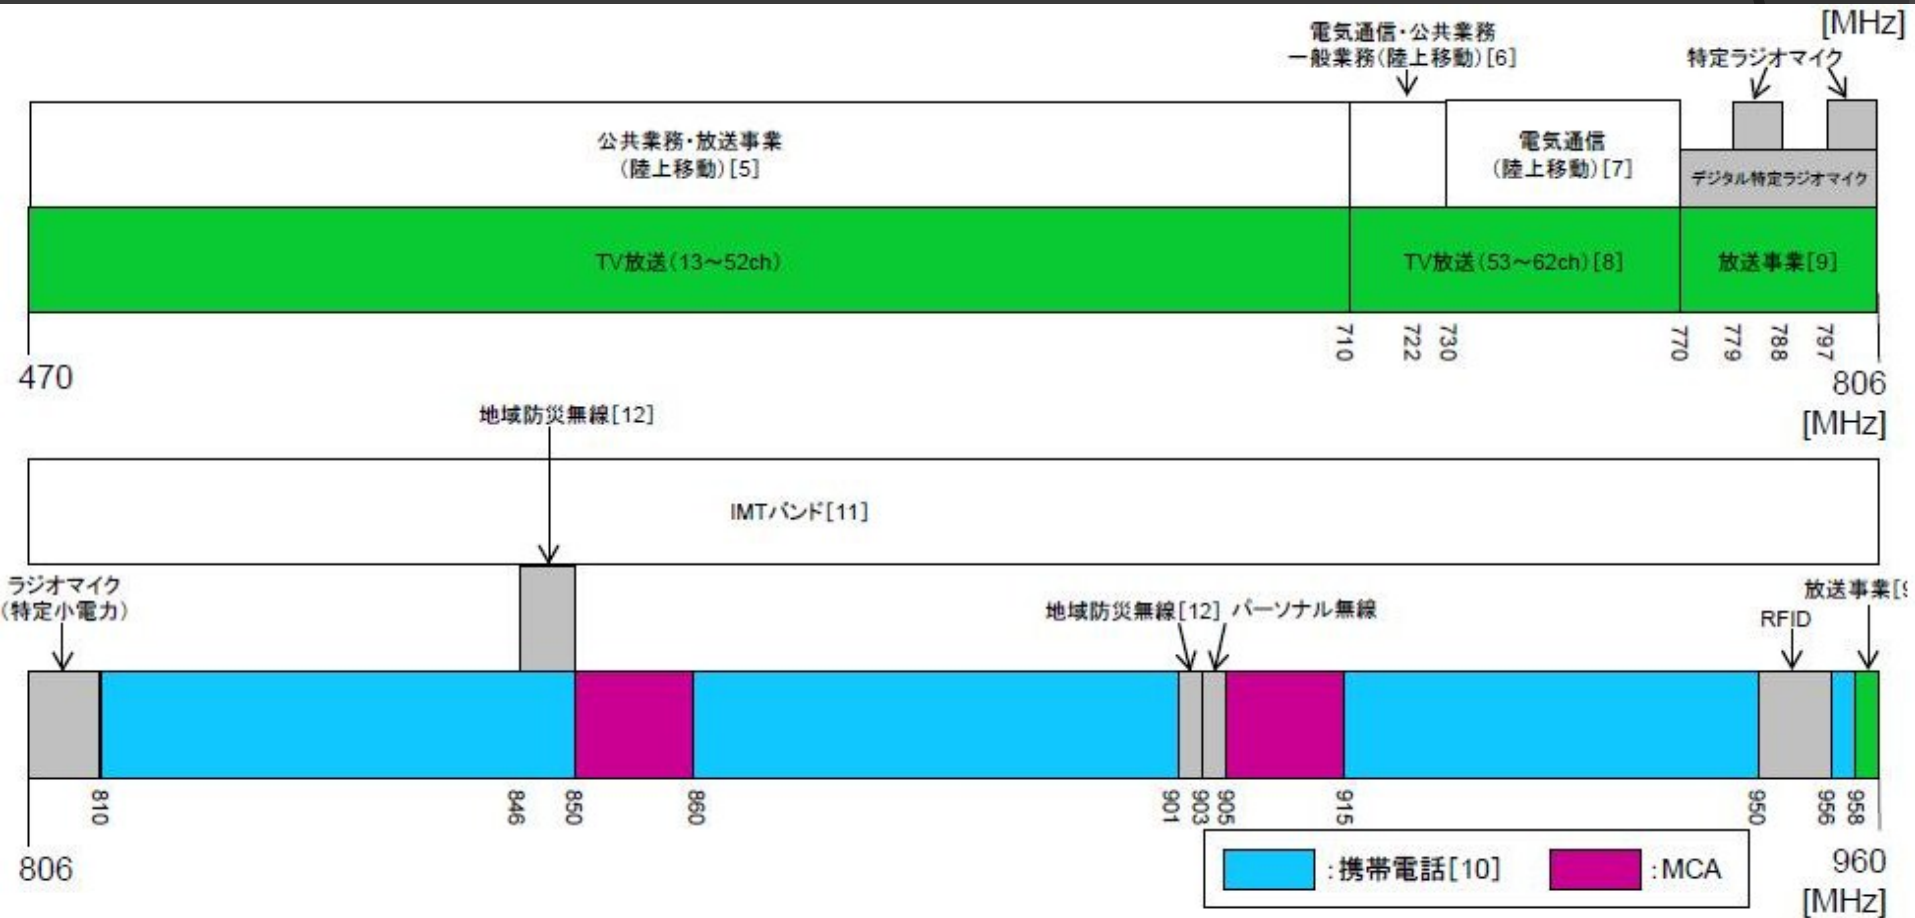 [MHz]
電気通信・公共業務
一般業務(陸上移動)[6]
特定ラジオマイク
公共業務・放送事業
(陸上移動)[5]
電気通信
(陸上移動)[7]
デジタル特定ラジオマイク
TV放送(13～52ch)
TV放送(53～62ch)[8]
放送事業[9]
710
722
730
770
779
788
797
470
806
[MHz]
地域防災無線[12]
IMTバンド[11]
ラジオマイク
(特定小電力)
地域防災無線[12]
パーソナル無線
RFID
放送事業[9
810
846
850
860
901
903
905
915
950
956
958
806
960
[MHz]
:携帯電話[10]
:MCA